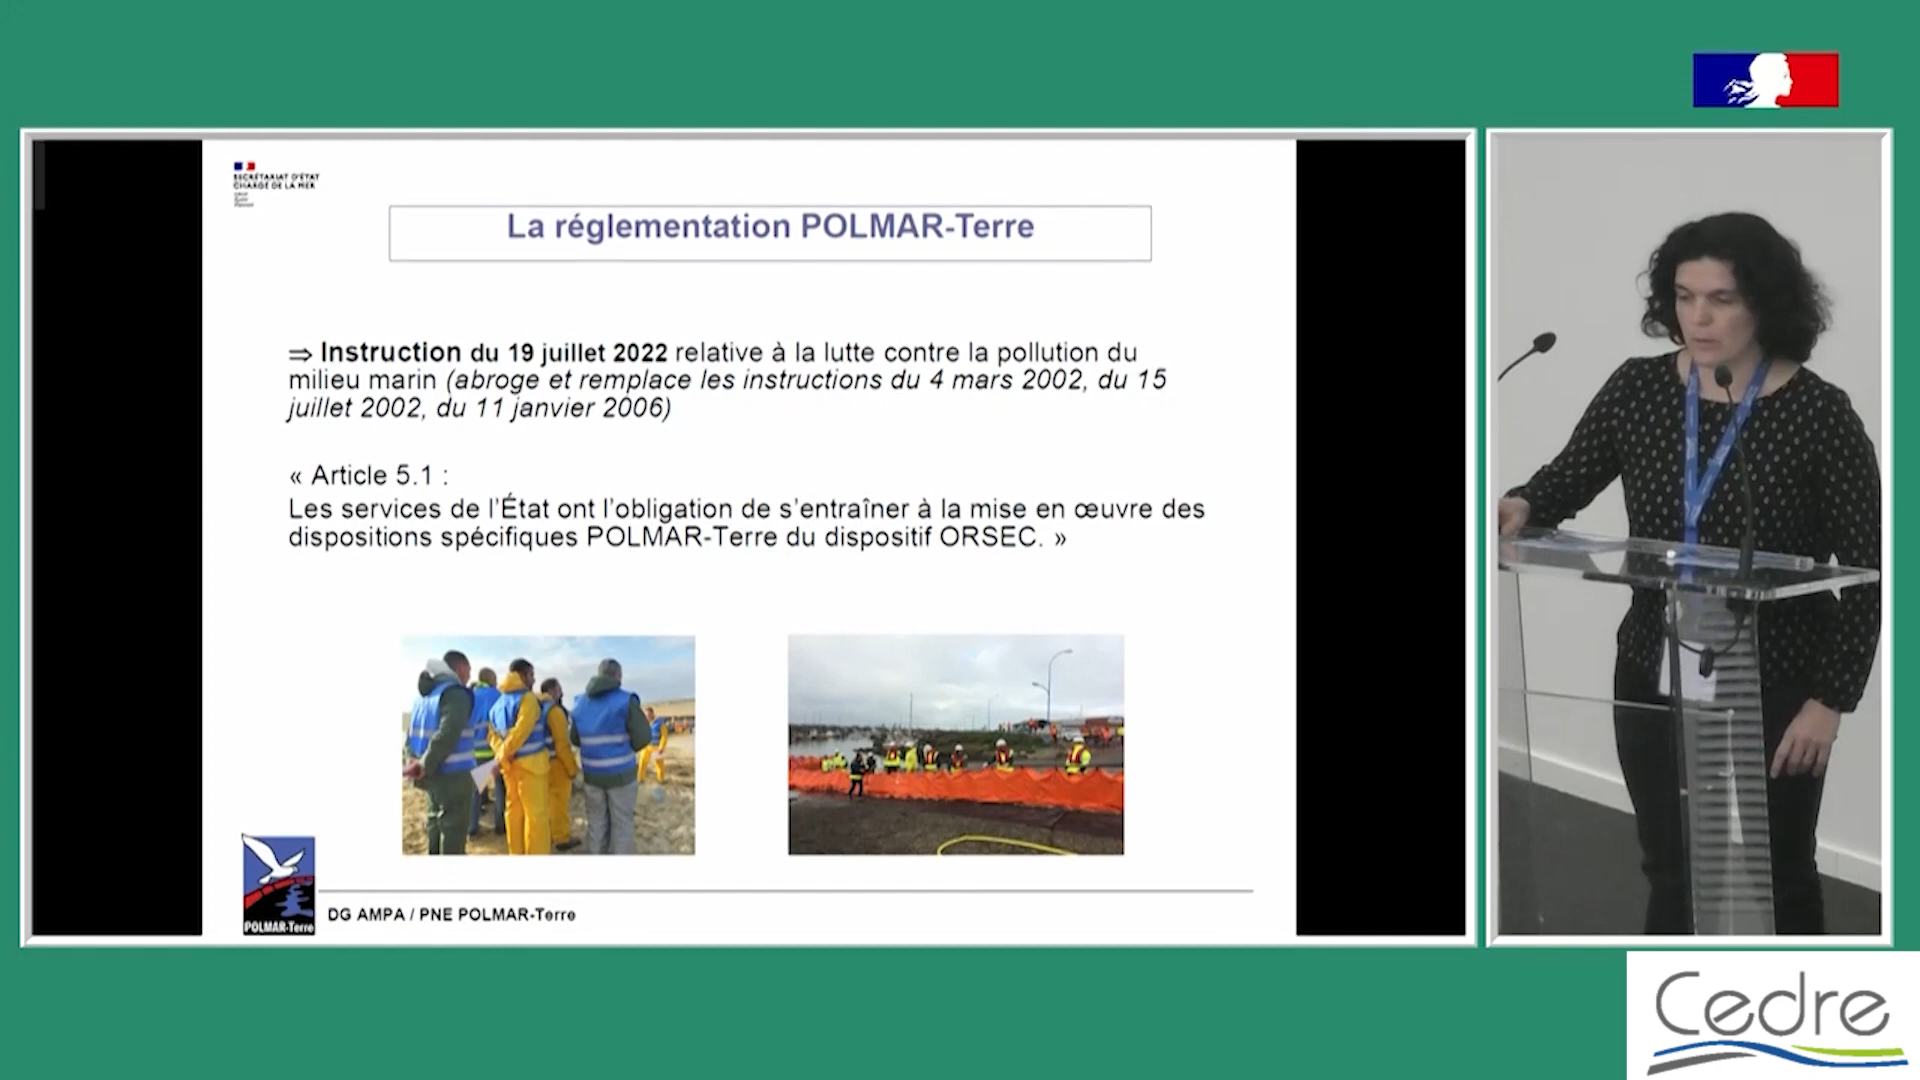 SECRÉTARIAT D'ÉTAT
CHARGÉ DE LA MER
La réglementation POLMAR-Terre
⇒ Instruction du 19 juillet 2022 relative à la lutte contre la pollution du
milieu marin (abroge et remplace les instructions du 4 mars 2002, du 15
juillet 2002, du 11 janvier 2006)
« Article 5.1 :
Les services de l'État ont l'obligation de s'entraîner à la mise en œuvre des
dispositions spécifiques POLMAR-Terre du dispositif ORSEC. »
POLMAR-Terre
DG AMPA / PNE POLMAR-Terre
Cedre